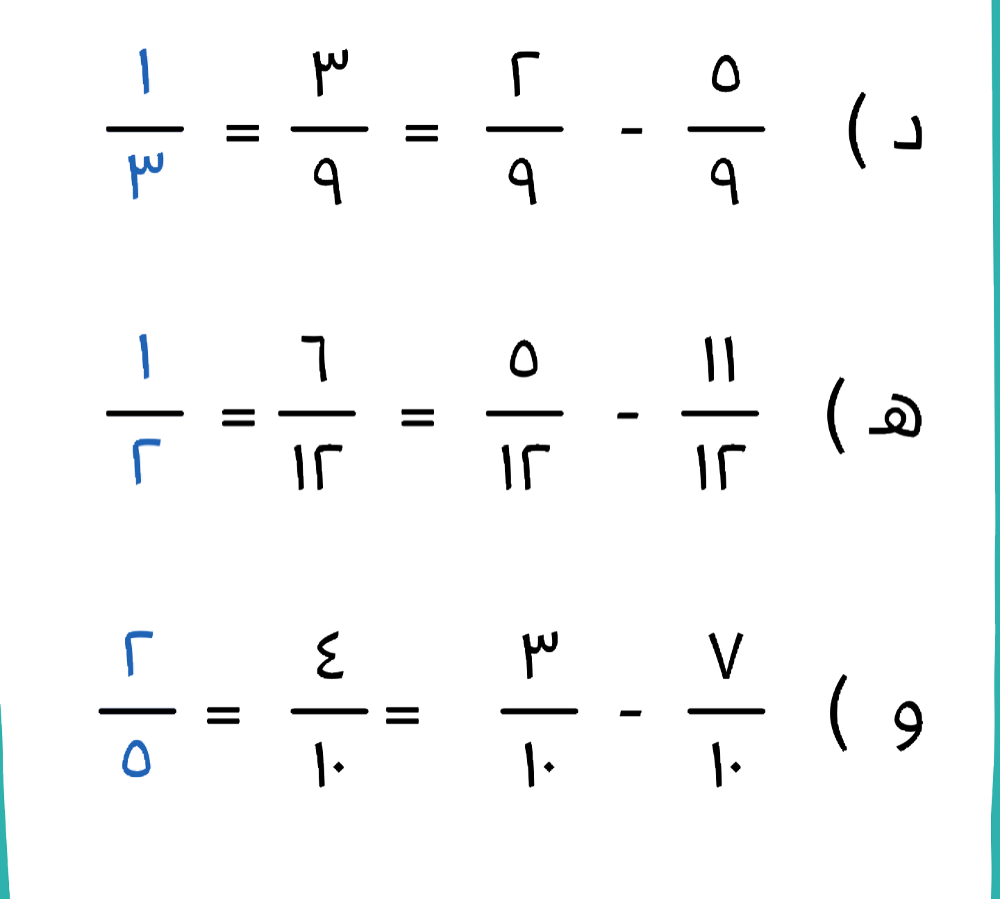 د ) ٥/٩ - ٢/٩ = ٣/٩ = ١/٣
هـ ) ١١/١٢ - ٥/١٢ = ٦/١٢ = ١/٢
و ) ٧/١٠ - ٣/١٠ = ٤/١٠ = ٢/٥